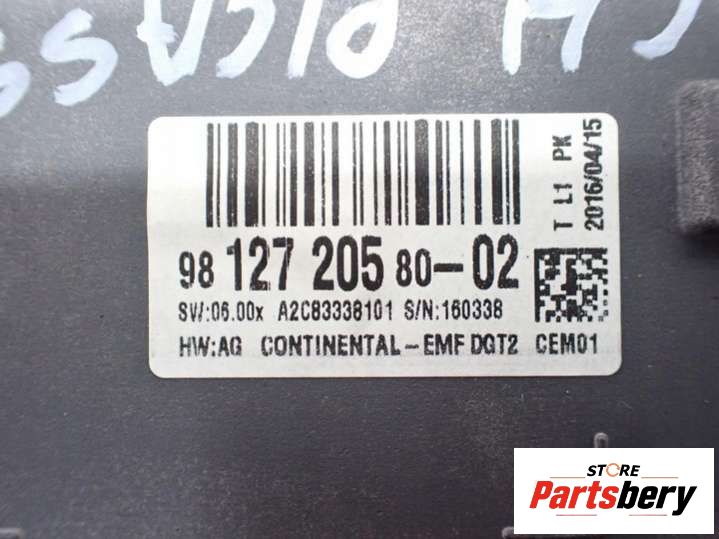 98 127 205 80-02
SW:06.00x A2C83338101 S/N:160338
HW:AG CONTINENTAL-EMF DGT2 CEM01
T L1 PK
2016/04/15
STORE
Partsbery